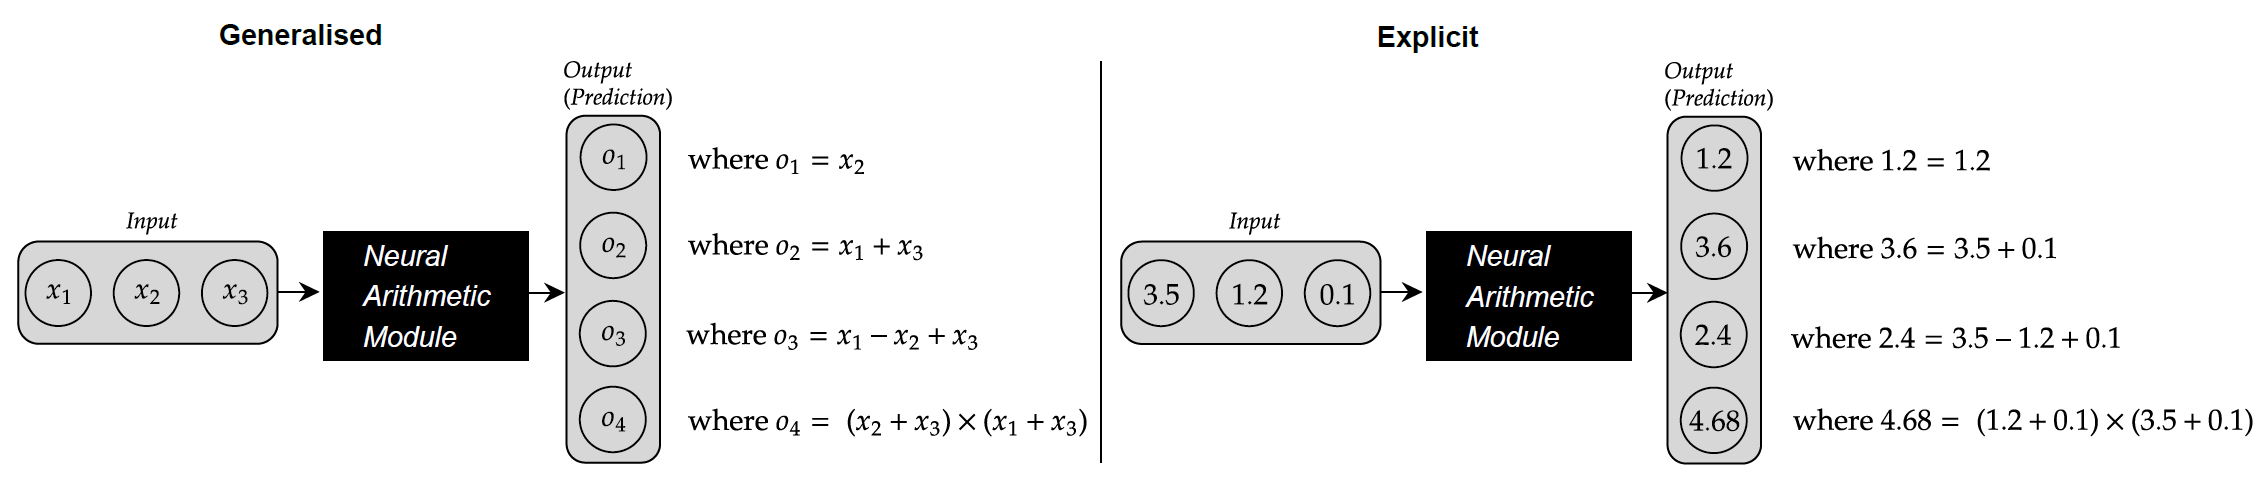 Generalised
Output
(Prediction)
o₁
where o₁ = x₂
Input
x₁ x₂ x₃
Neural
Arithmetic
Module
o₂
where o₂ = x₁ + x₃
o₃
where o₃ = x₁ − x₂ + x₃
o₄
where o₄ = (x₂ + x₃) × (x₁ + x₃)
Explicit
Output
(Prediction)
1.2
where 1.2 = 1.2
Input
3.5 1.2 0.1
Neural
Arithmetic
Module
3.6
where 3.6 = 3.5 + 0.1
2.4
where 2.4 = 3.5 − 1.2 + 0.1
4.68
where 4.68 = (1.2 + 0.1) × (3.5 + 0.1)